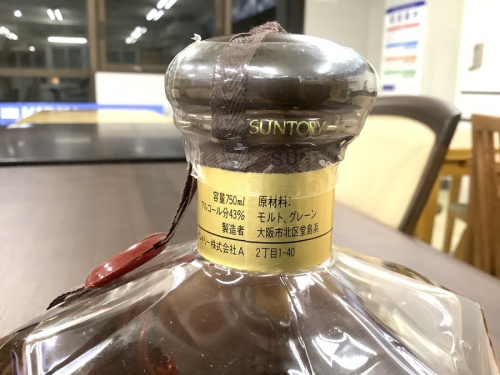 SUNTORY
容量750ml
アルコール分43%
製造者
リー株式会社A
原材料:
モルト、グレーン
大阪市北区堂島浜
2丁目1-40